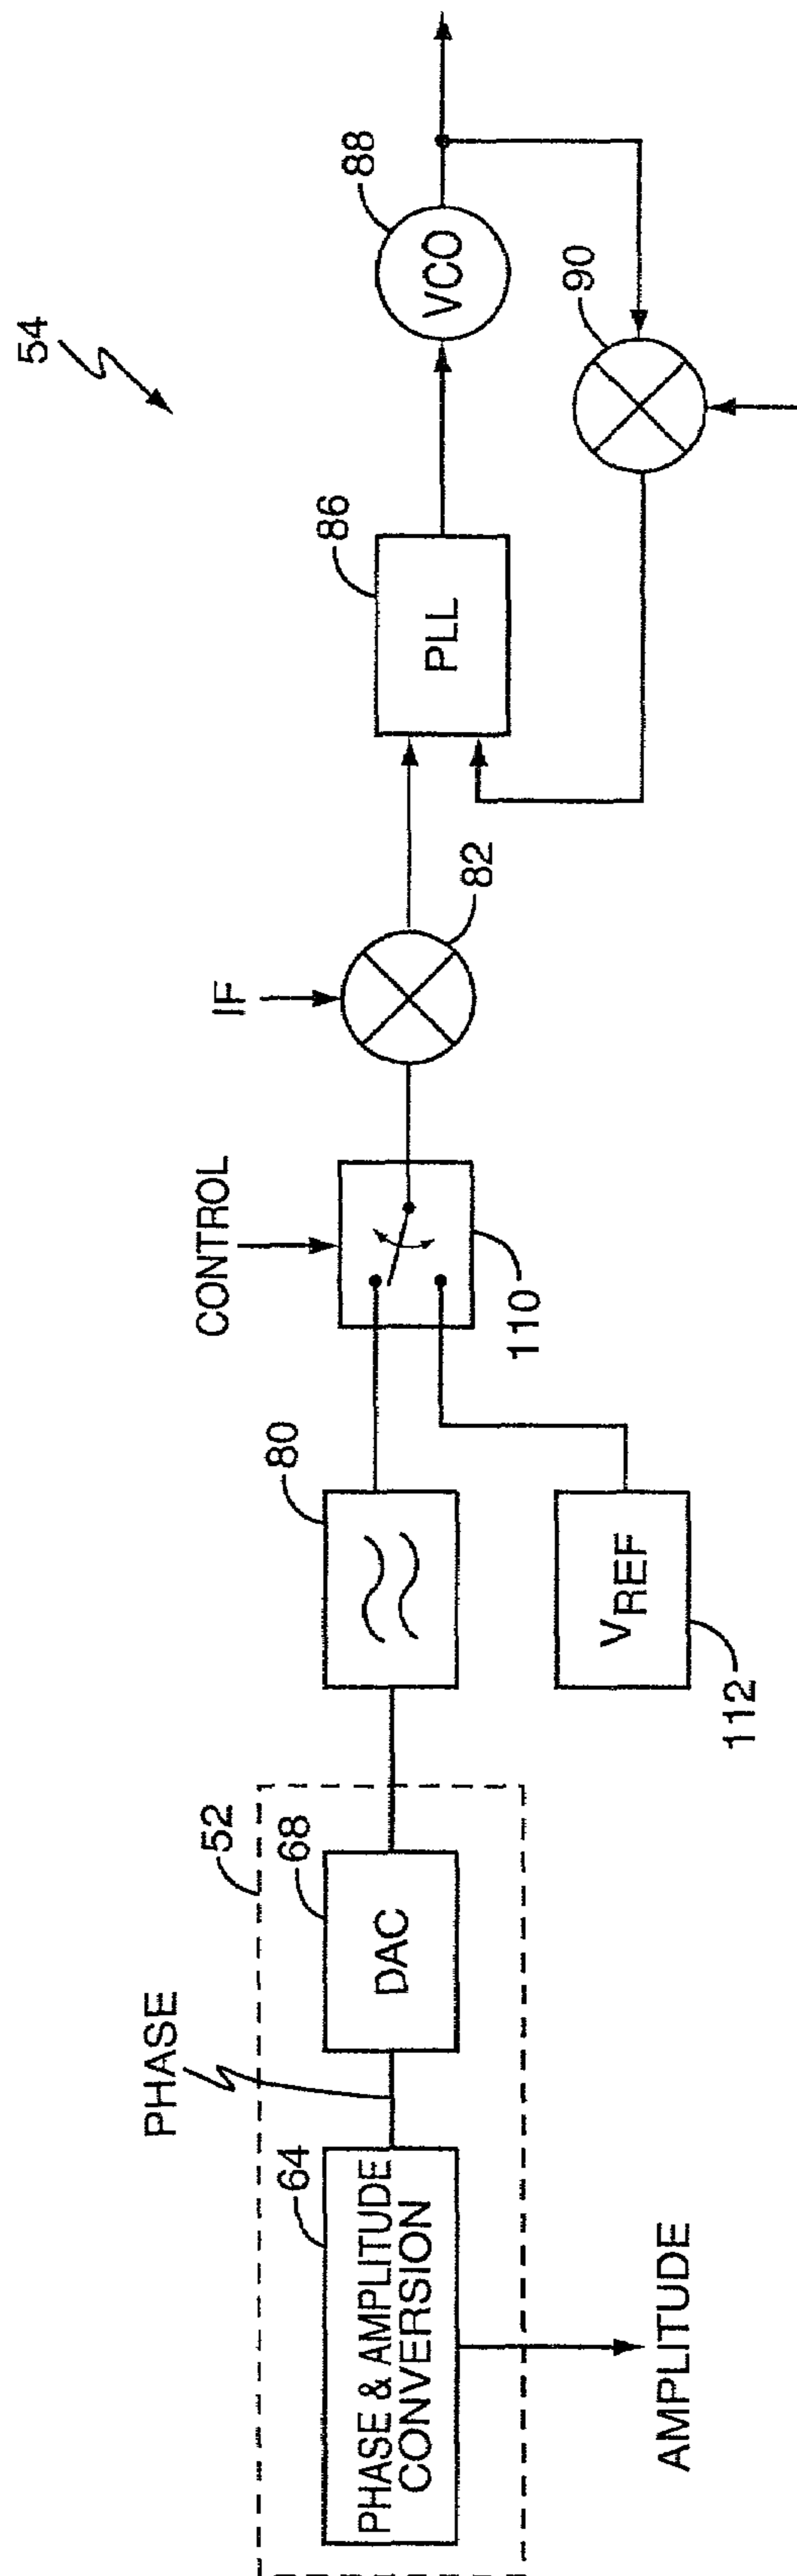 54
52
PHASE
64
PHASE & AMPLITUDE
CONVERSION
AMPLITUDE
68
DAC
80
VREF
112
CONTROL
110
IF
82
86
PLL
88
VCO
90